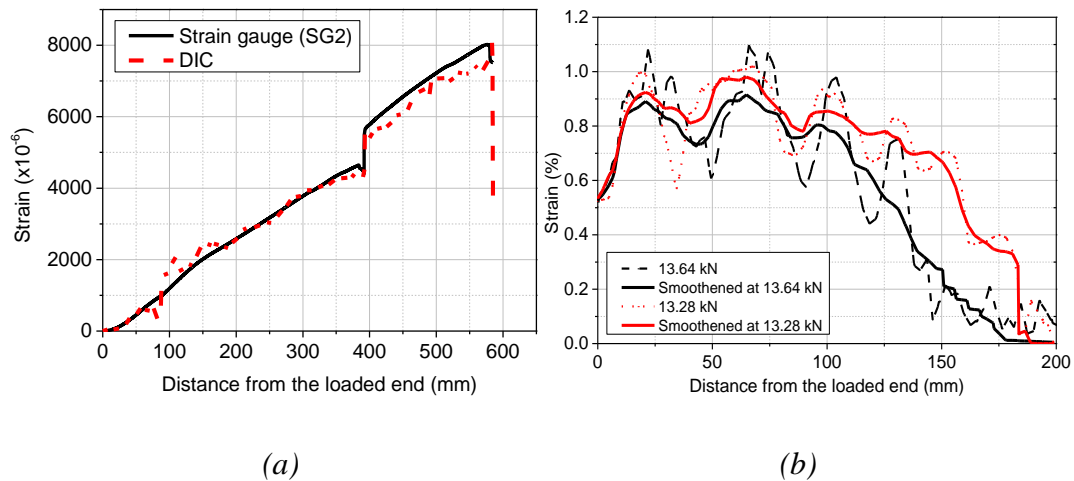 Strain gauge (SG2)
DIC
Strain (x10⁻⁶)
8000
6000
4000
2000
0
0 100 200 300 400 500 600
Distance from the loaded end (mm)
(a)
Strain (%)
1.2
1.0
0.8
0.6
0.4
0.2
0.0
13.64 kN
Smoothened at 13.64 kN
13.28 kN
Smoothened at 13.28 kN
0 50 100 150 200
Distance from the loaded end (mm)
(b)